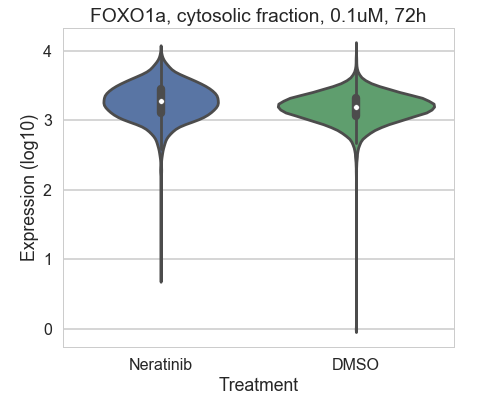 FOXO1a, cytosolic fraction, 0.1uM, 72h
Expression (log10)
4
3
2
1
0
Neratinib DMSO
Treatment